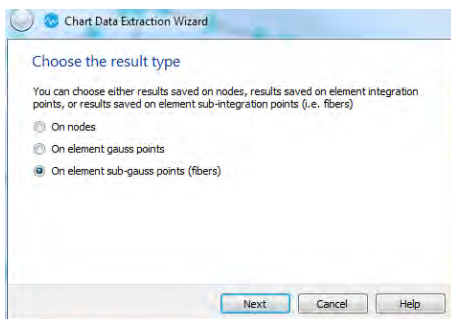 Chart Data Extraction Wizard
Choose the result type
You can choose either results saved on nodes, results saved on element integration
points, or results saved on element sub-integration points (i.e. fibers)
On nodes
On element gauss points
On element sub-gauss points (fibers)
Next Cancel Help